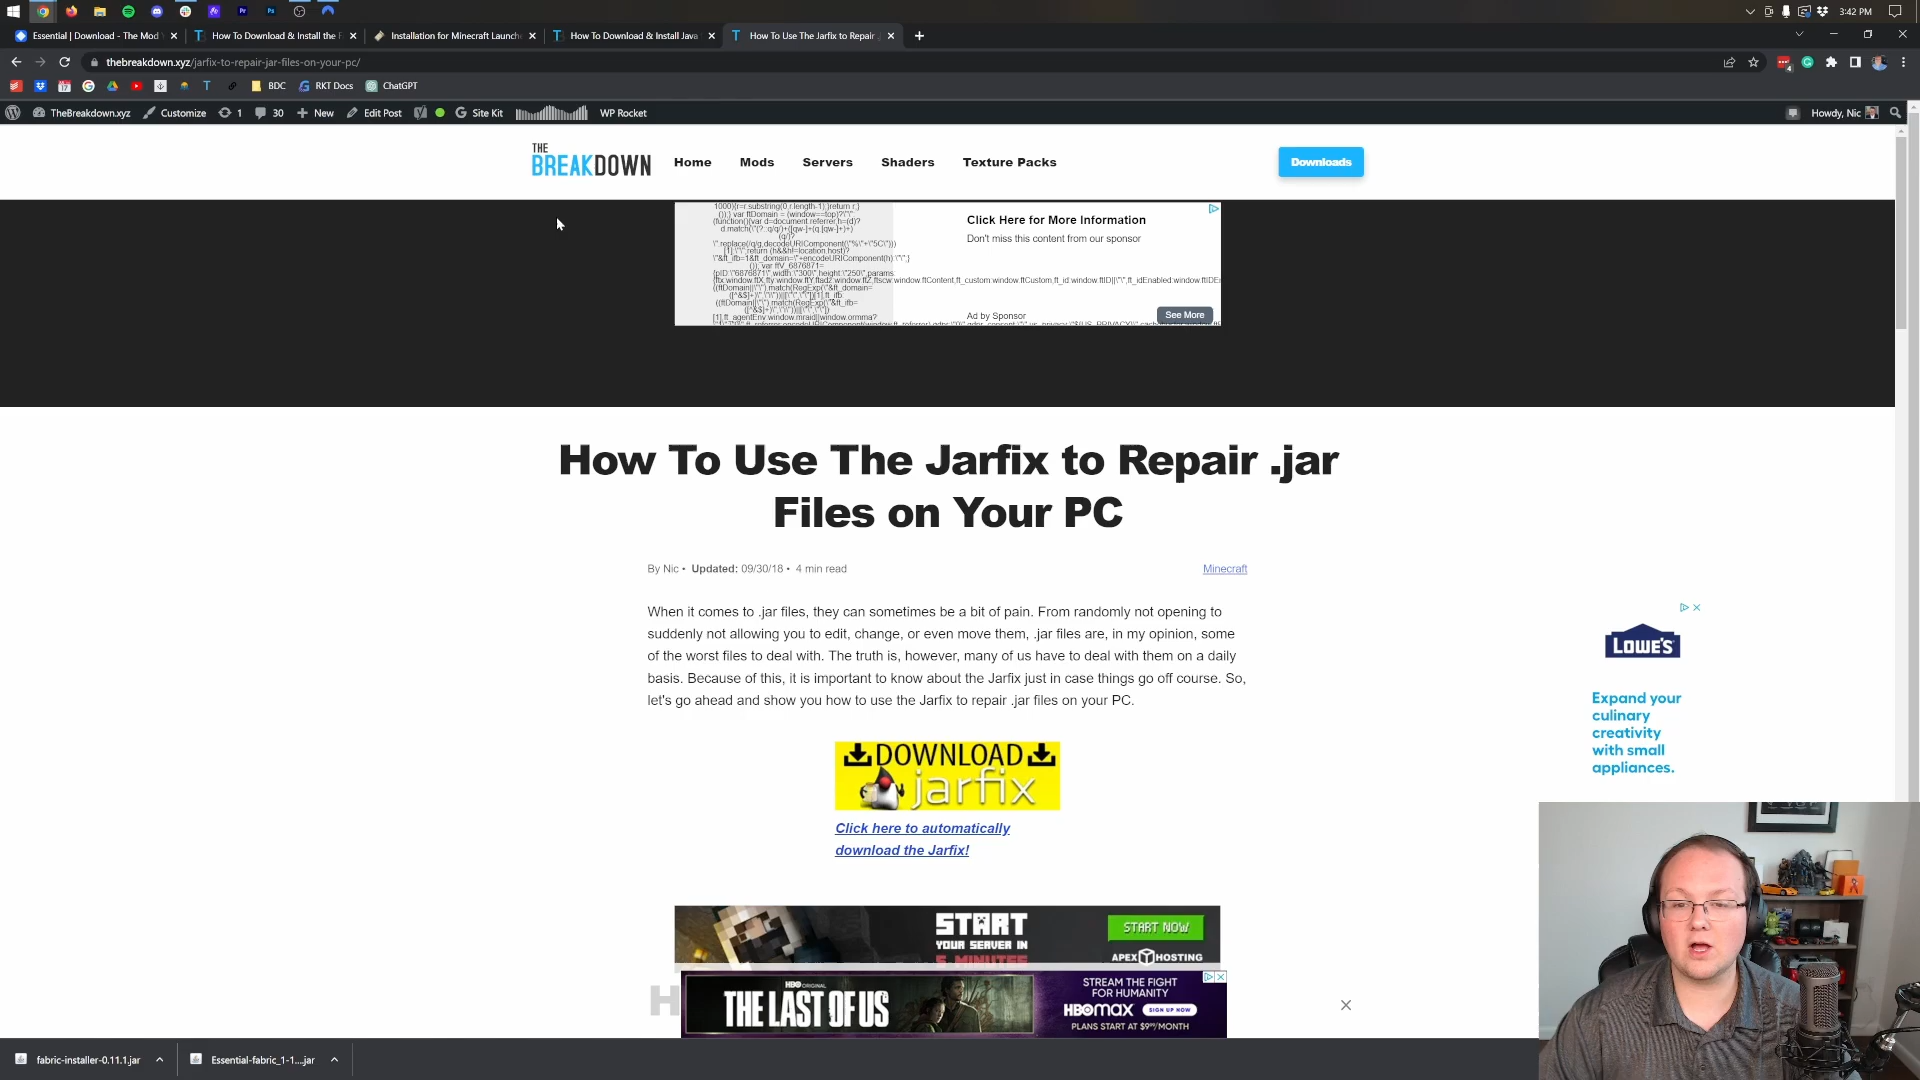 3:42 PM
Essential | Download - The Mod
How To Download & Install the F
Installation for Minecraft Launch
How To Download & Install Java
How To Use The Jarfix to Repair .
thebreakdown.xyz/jarfix-to-repair-jar-files-on-your-pc/
BDC
RKT Docs
ChatGPT
TheBreakdown.xyz
Customize
1
30
New
Edit Post
Site Kit
WP Rocket
Howdy, Nic
THE
BREAKDOWN
Home
Mods
Servers
Shaders
Texture Packs
Downloads
Click Here for More Information
Don't miss this content from our sponsor
Ad by Sponsor
See More
How To Use The Jarfix to Repair .jar
Files on Your PC
By Nic • Updated: 09/30/18 • 4 min read
Minecraft
When it comes to .jar files, they can sometimes be a bit of pain. From randomly not opening to
suddenly not allowing you to edit, change, or even move them, .jar files are, in my opinion, some
of the worst files to deal with. The truth is, however, many of us have to deal with them on a daily
basis. Because of this, it is important to know about the Jarfix just in case things go off course. So,
let's go ahead and show you how to use the Jarfix to repair .jar files on your PC.
LOWE'S
Expand your
culinary
creativity
with small
appliances.
DOWNLOAD
jarfix
Click here to automatically
download the Jarfix!
START
YOUR SERVER IN
5 MINUTES
START NOW
APEX HOSTING
H
HBO ORIGINAL
THE LAST OF US
STREAM THE FIGHT
FOR HUMANITY
HBOMAX
SIGN UP NOW
PLANS START AT $9.99/MONTH
fabric-installer-0.11.1.jar
Essential-fabric_1-1....jar